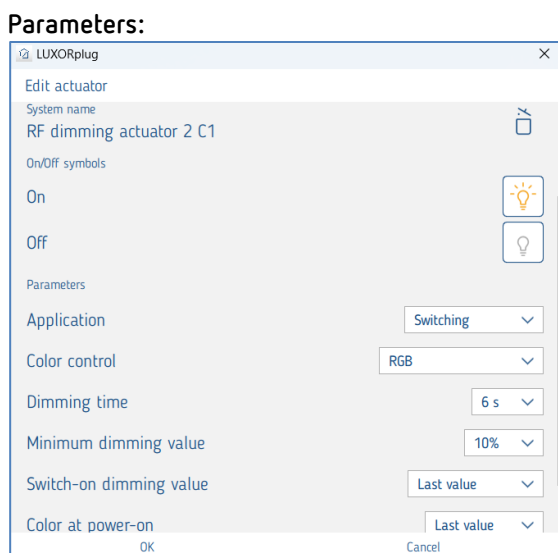 Parameters:
LUXORplug
Edit actuator
System name
RF dimming actuator 2 C1
On/Off symbols
On
Off
Parameters
Application Switching
Color control RGB
Dimming time 6 s
Minimum dimming value 10%
Switch-on dimming value Last value
Color at power-on Last value
OK Cancel